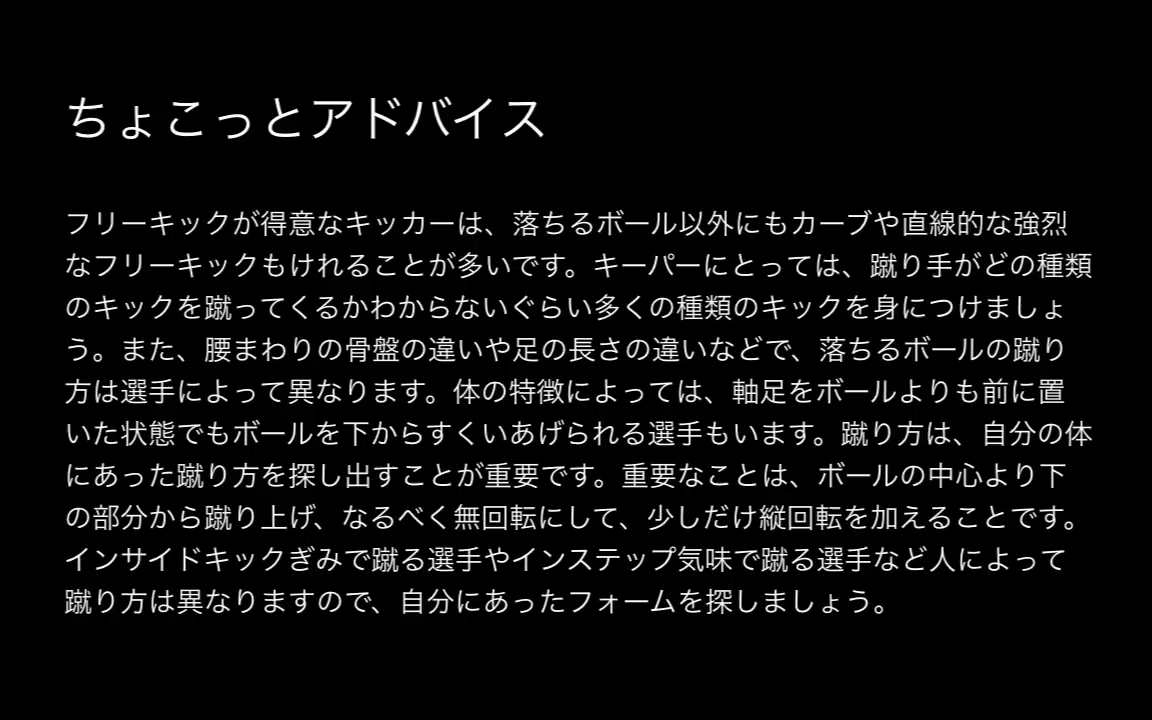 ちょこっとアドバイス
フリーキックが得意なキッカーは、落ちるボール以外にもカーブや直線的な強烈
なフリーキックもけれることが多いです。キーパーにとっては、蹴り手がどの種類
のキックを蹴ってくるかわからないぐらい多くの種類のキックを身につけましょ
う。また、腰まわりの骨盤の違いや足の長さの違いなどで、落ちるボールの蹴り
方は選手によって異なります。体の特徴によっては、軸足をボールよりも前に置
いた状態でもボールを下からすくいあげられる選手もいます。蹴り方は、自分の体
にあった蹴り方を探し出すことが重要です。重要なことは、ボールの中心より下
の部分から蹴り上げ、なるべく無回転にして、少しだけ縦回転を加えることです。
インサイドキックぎみで蹴る選手やインステップ気味で蹴る選手など人によって
蹴り方は異なりますので、自分にあったフォームを探しましょう。